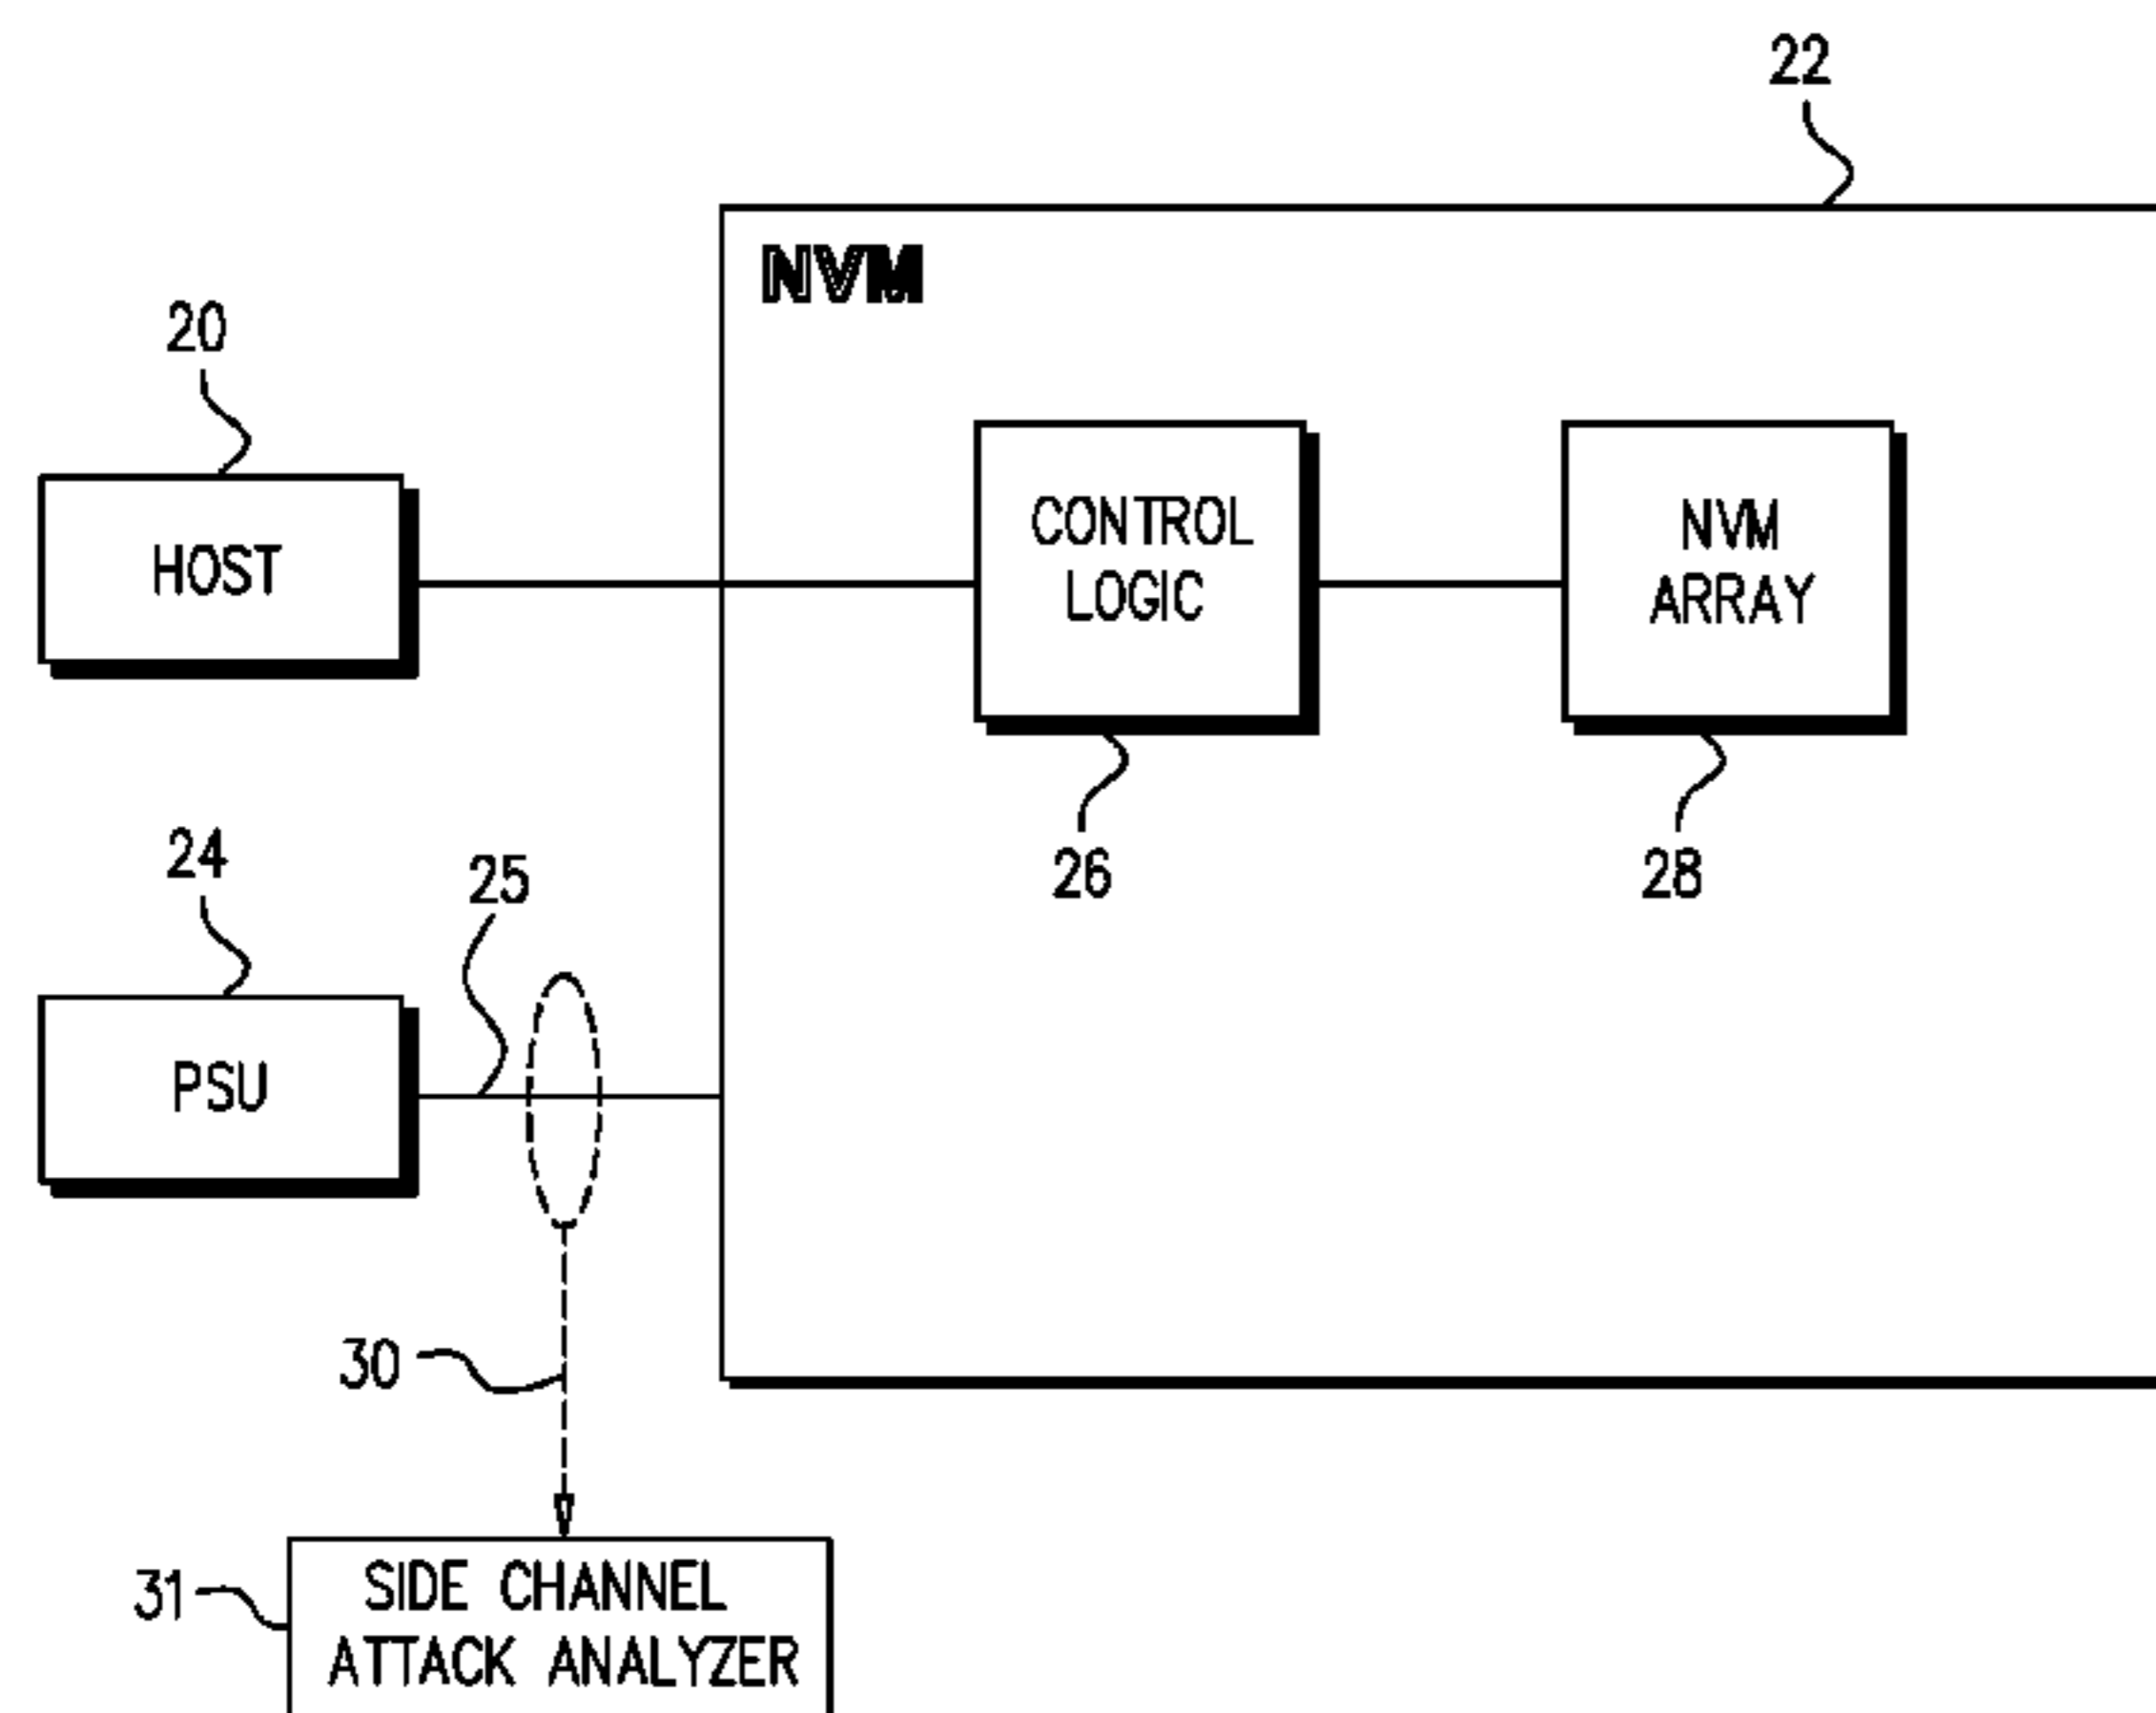 22
NVM
20
HOST
CONTROL
LOGIC
NVM
ARRAY
24
25
26
28
PSU
30
31
SIDE CHANNEL
ATTACK ANALYZER